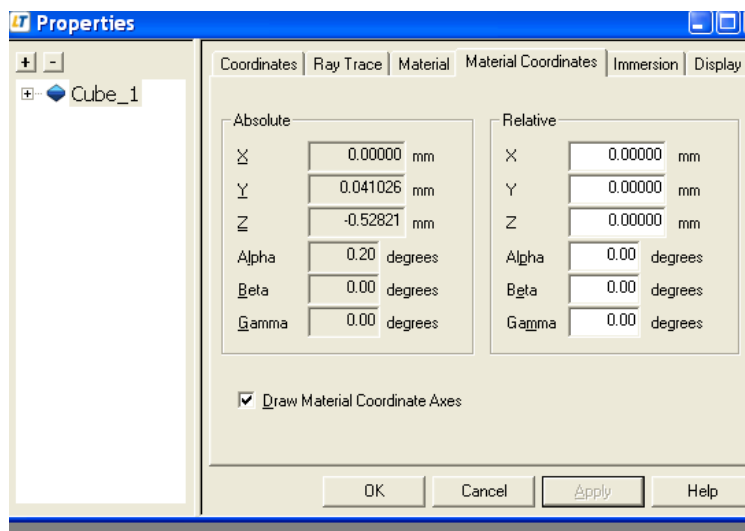 LT Properties
+ -
Cube_1
Coordinates Ray Trace Material Material Coordinates Immersion Display
Absolute
X 0.00000 mm
Y 0.041026 mm
Z -0.52821 mm
Alpha 0.20 degrees
Beta 0.00 degrees
Gamma 0.00 degrees
Relative
X 0.00000 mm
Y 0.00000 mm
Z 0.00000 mm
Alpha 0.00 degrees
Beta 0.00 degrees
Gamma 0.00 degrees
Draw Material Coordinate Axes
OK Cancel Apply Help